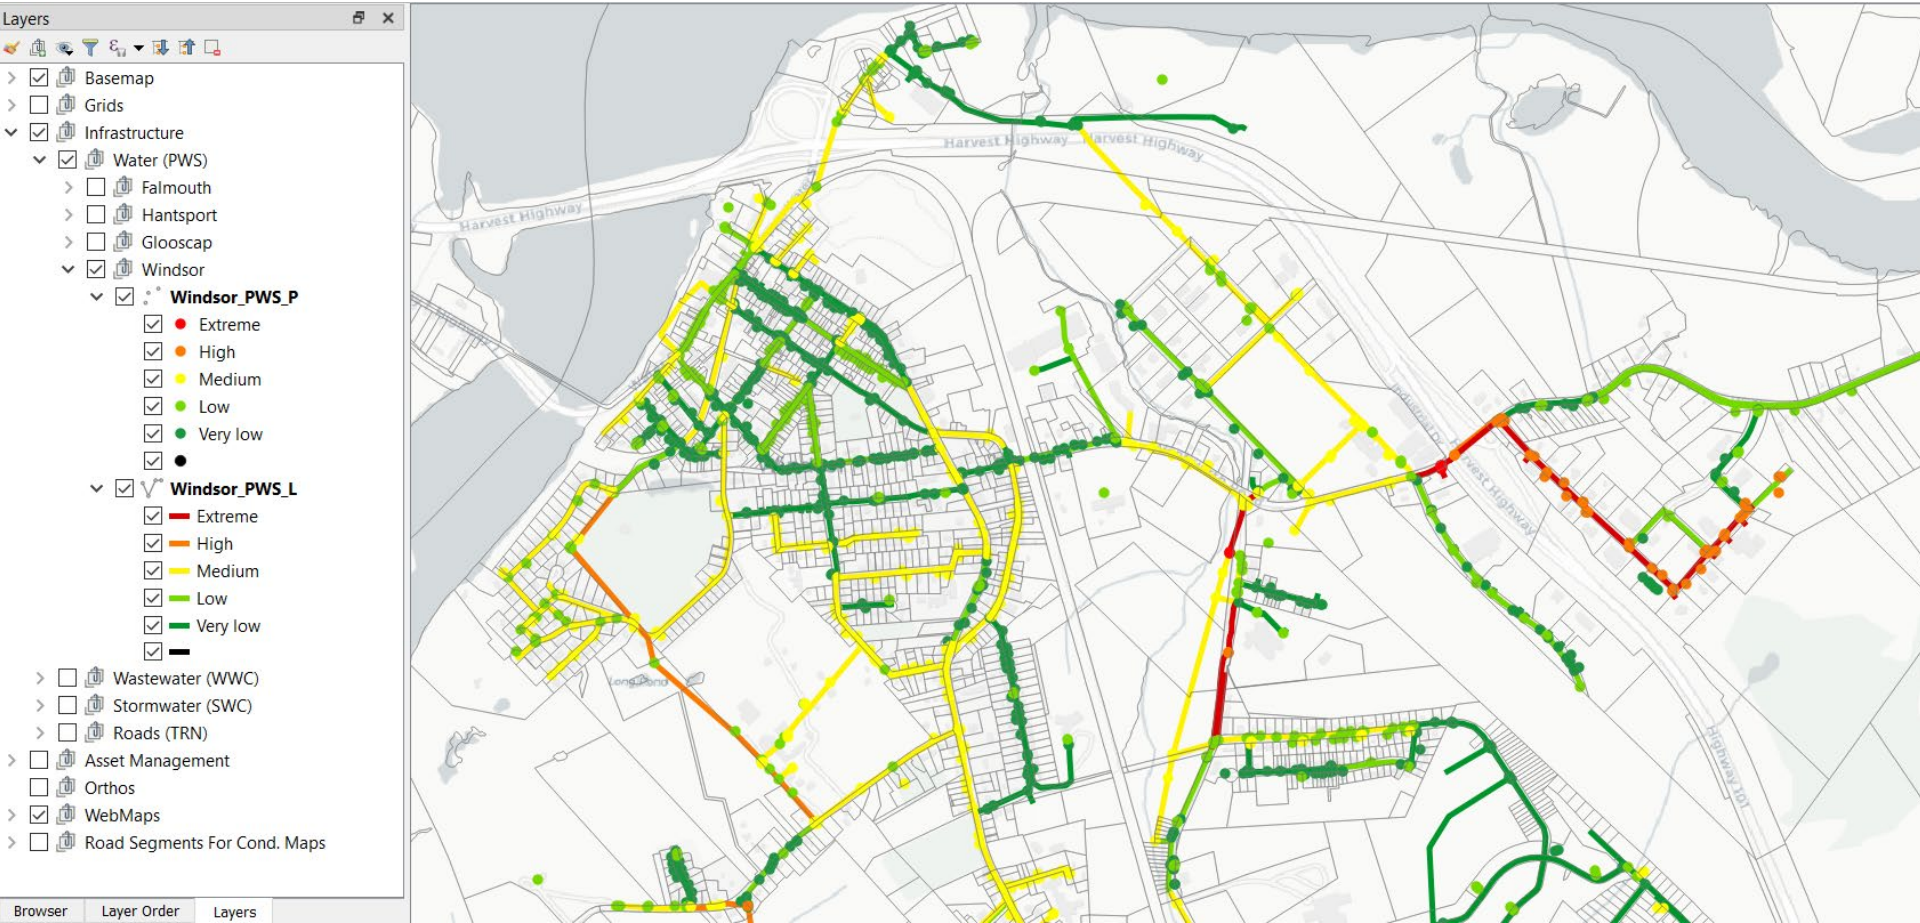 Layers
Basemap
Grids
Infrastructure
Water (PWS)
Falmouth
Hantsport
Glooscap
Windsor
Windsor_PWS_P
Extreme
High
Medium
Low
Very low
Windsor_PWS_L
Extreme
High
Medium
Low
Very low
Wastewater (WWC)
Stormwater (SWC)
Roads (TRN)
Asset Management
Orthos
WebMaps
Road Segments For Cond. Maps
Browser
Layer Order
Layers
Harvest Highway
Harvest Highway
Harvest Highway
Harvest Highway
Long Pond
Highway 101